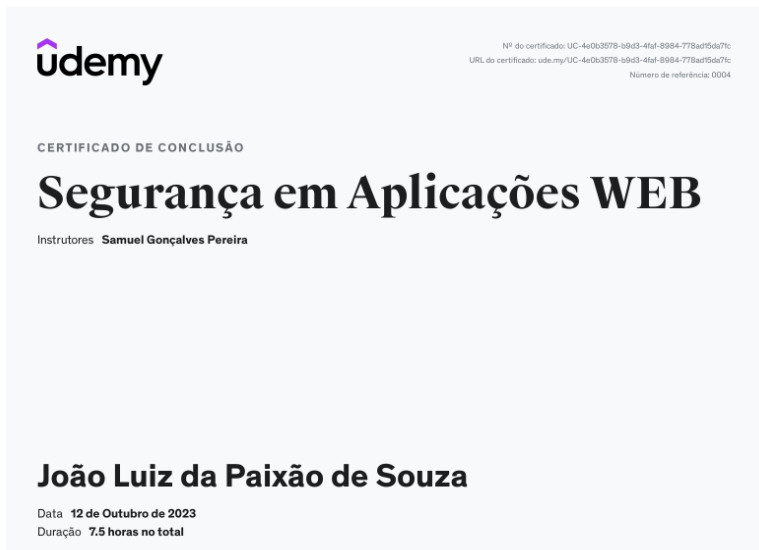 udemy
Nº do certificado: UC-4e0b3578-b9d3-4faf-8984-778ad15da7fc
URL do certificado: ude.my/UC-4e0b3578-b9d3-4faf-8984-778ad15da7fc
Número de referência: 0004
CERTIFICADO DE CONCLUSÃO
Segurança em Aplicações WEB
Instrutores Samuel Gonçalves Pereira
João Luiz da Paixão de Souza
Data 12 de Outubro de 2023
Duração 7.5 horas no total